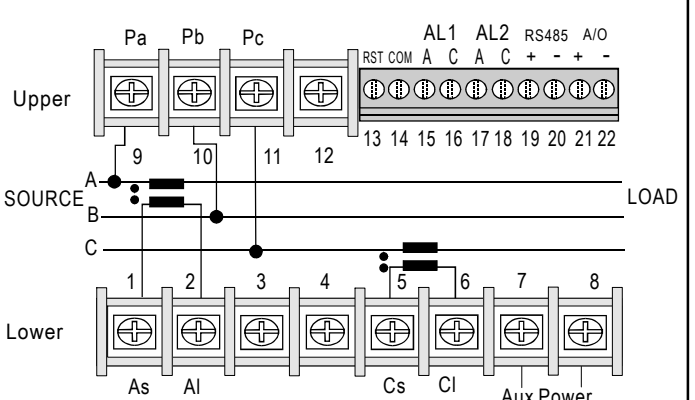 AL1 AL2 RS485 A/O
Pa Pb Pc RST COM A C A C + - + -
Upper
13 14 15 16 17 18 19 20 21 22
9 10 11 12
A
SOURCE LOAD
B
C
1 2 3 4 5 6 7 8
Lower
As Al Cs Cl Aux Power